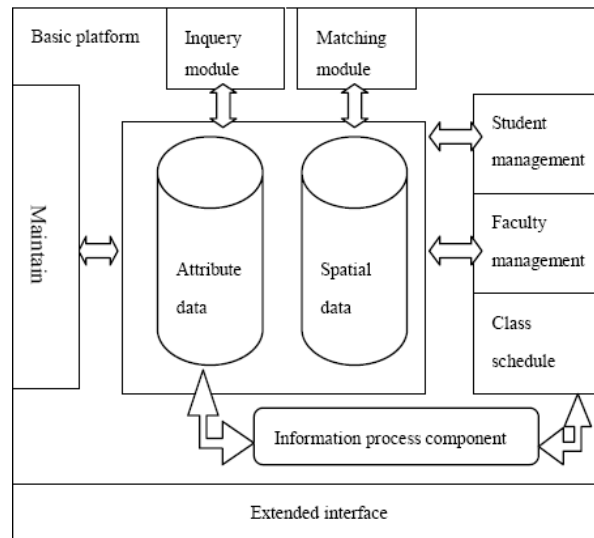 Basic platform
Inquery
module
Matching
module
Maintain
Attribute
data
Spatial
data
Student
management
Faculty
management
Class
schedule
Information process component
Extended interface